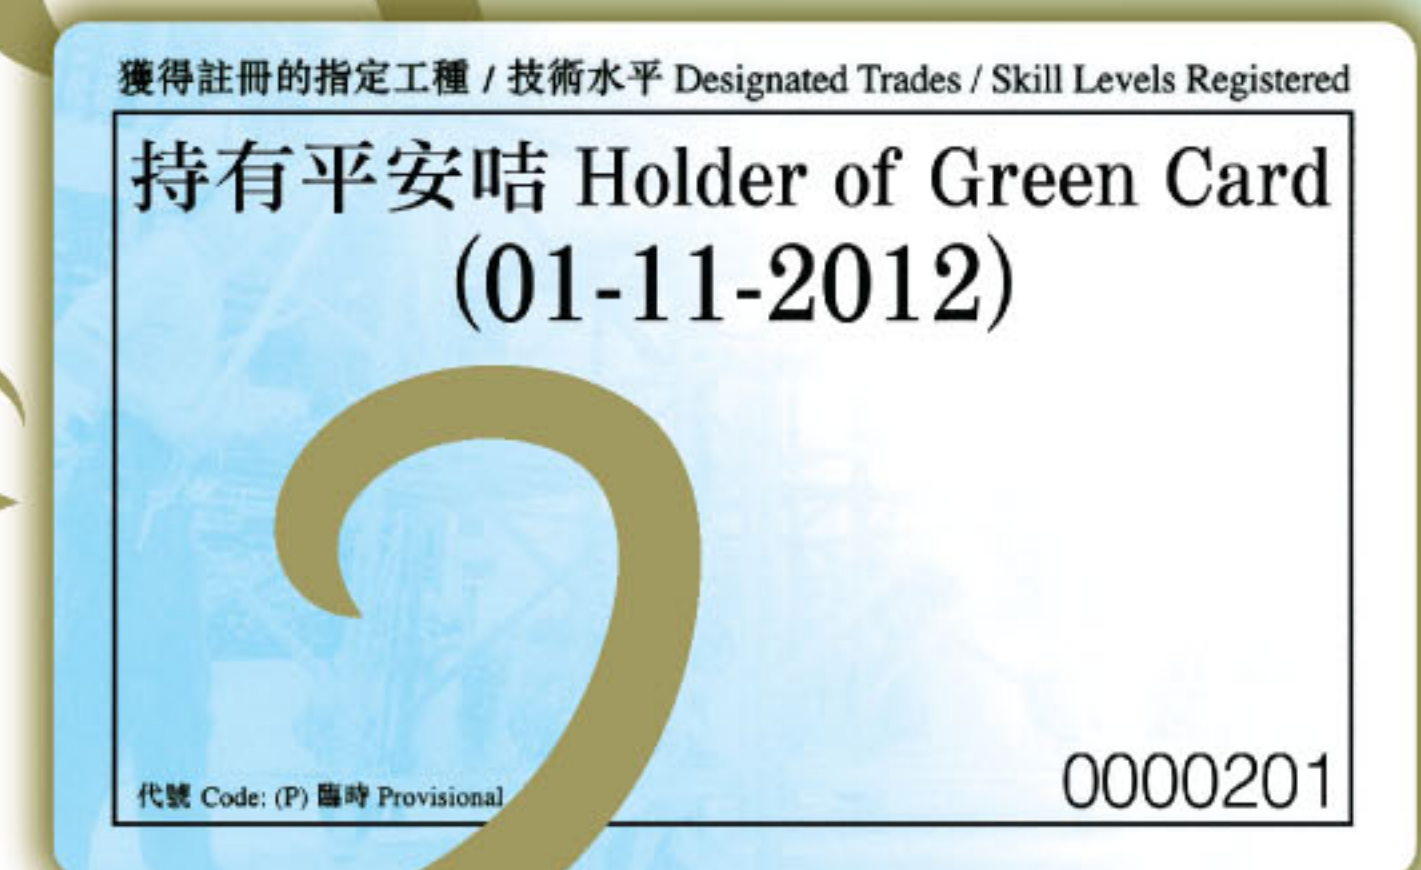 獲得註冊的指定工種 / 技術水平 Designated Trades / Skill Levels Registered
持有平安咭 Holder of Green Card
(01-11-2012)
代號 Code: (P) 臨時 Provisional
0000201